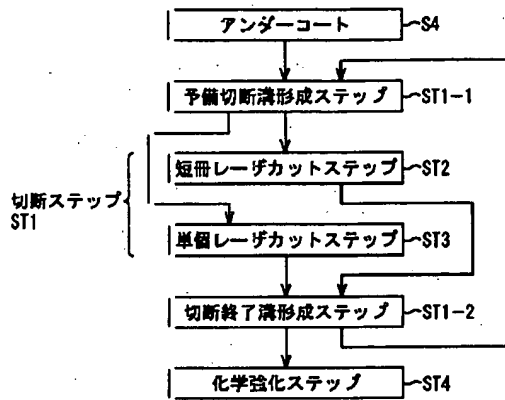 アンダーコート S4
予備切断溝形成ステップ ST1-1
短冊レーザカットステップ ST2
切断ステップ
ST1
単個レーザカットステップ ST3
切断終了溝形成ステップ ST1-2
化学強化ステップ ST4